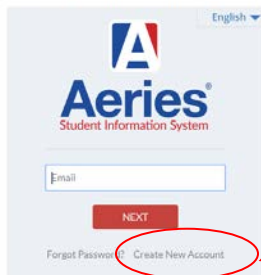 English
A
Aeries®
Student Information System
Email
NEXT
Forgot Password? Create New Account